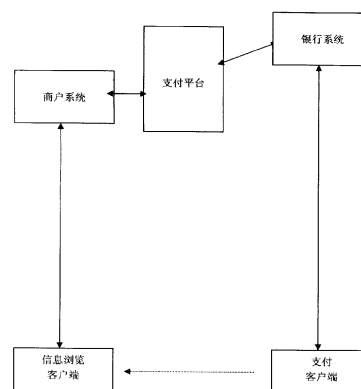 银行系统
支付平台
商户系统
信息浏览
客户端
支付
客户端